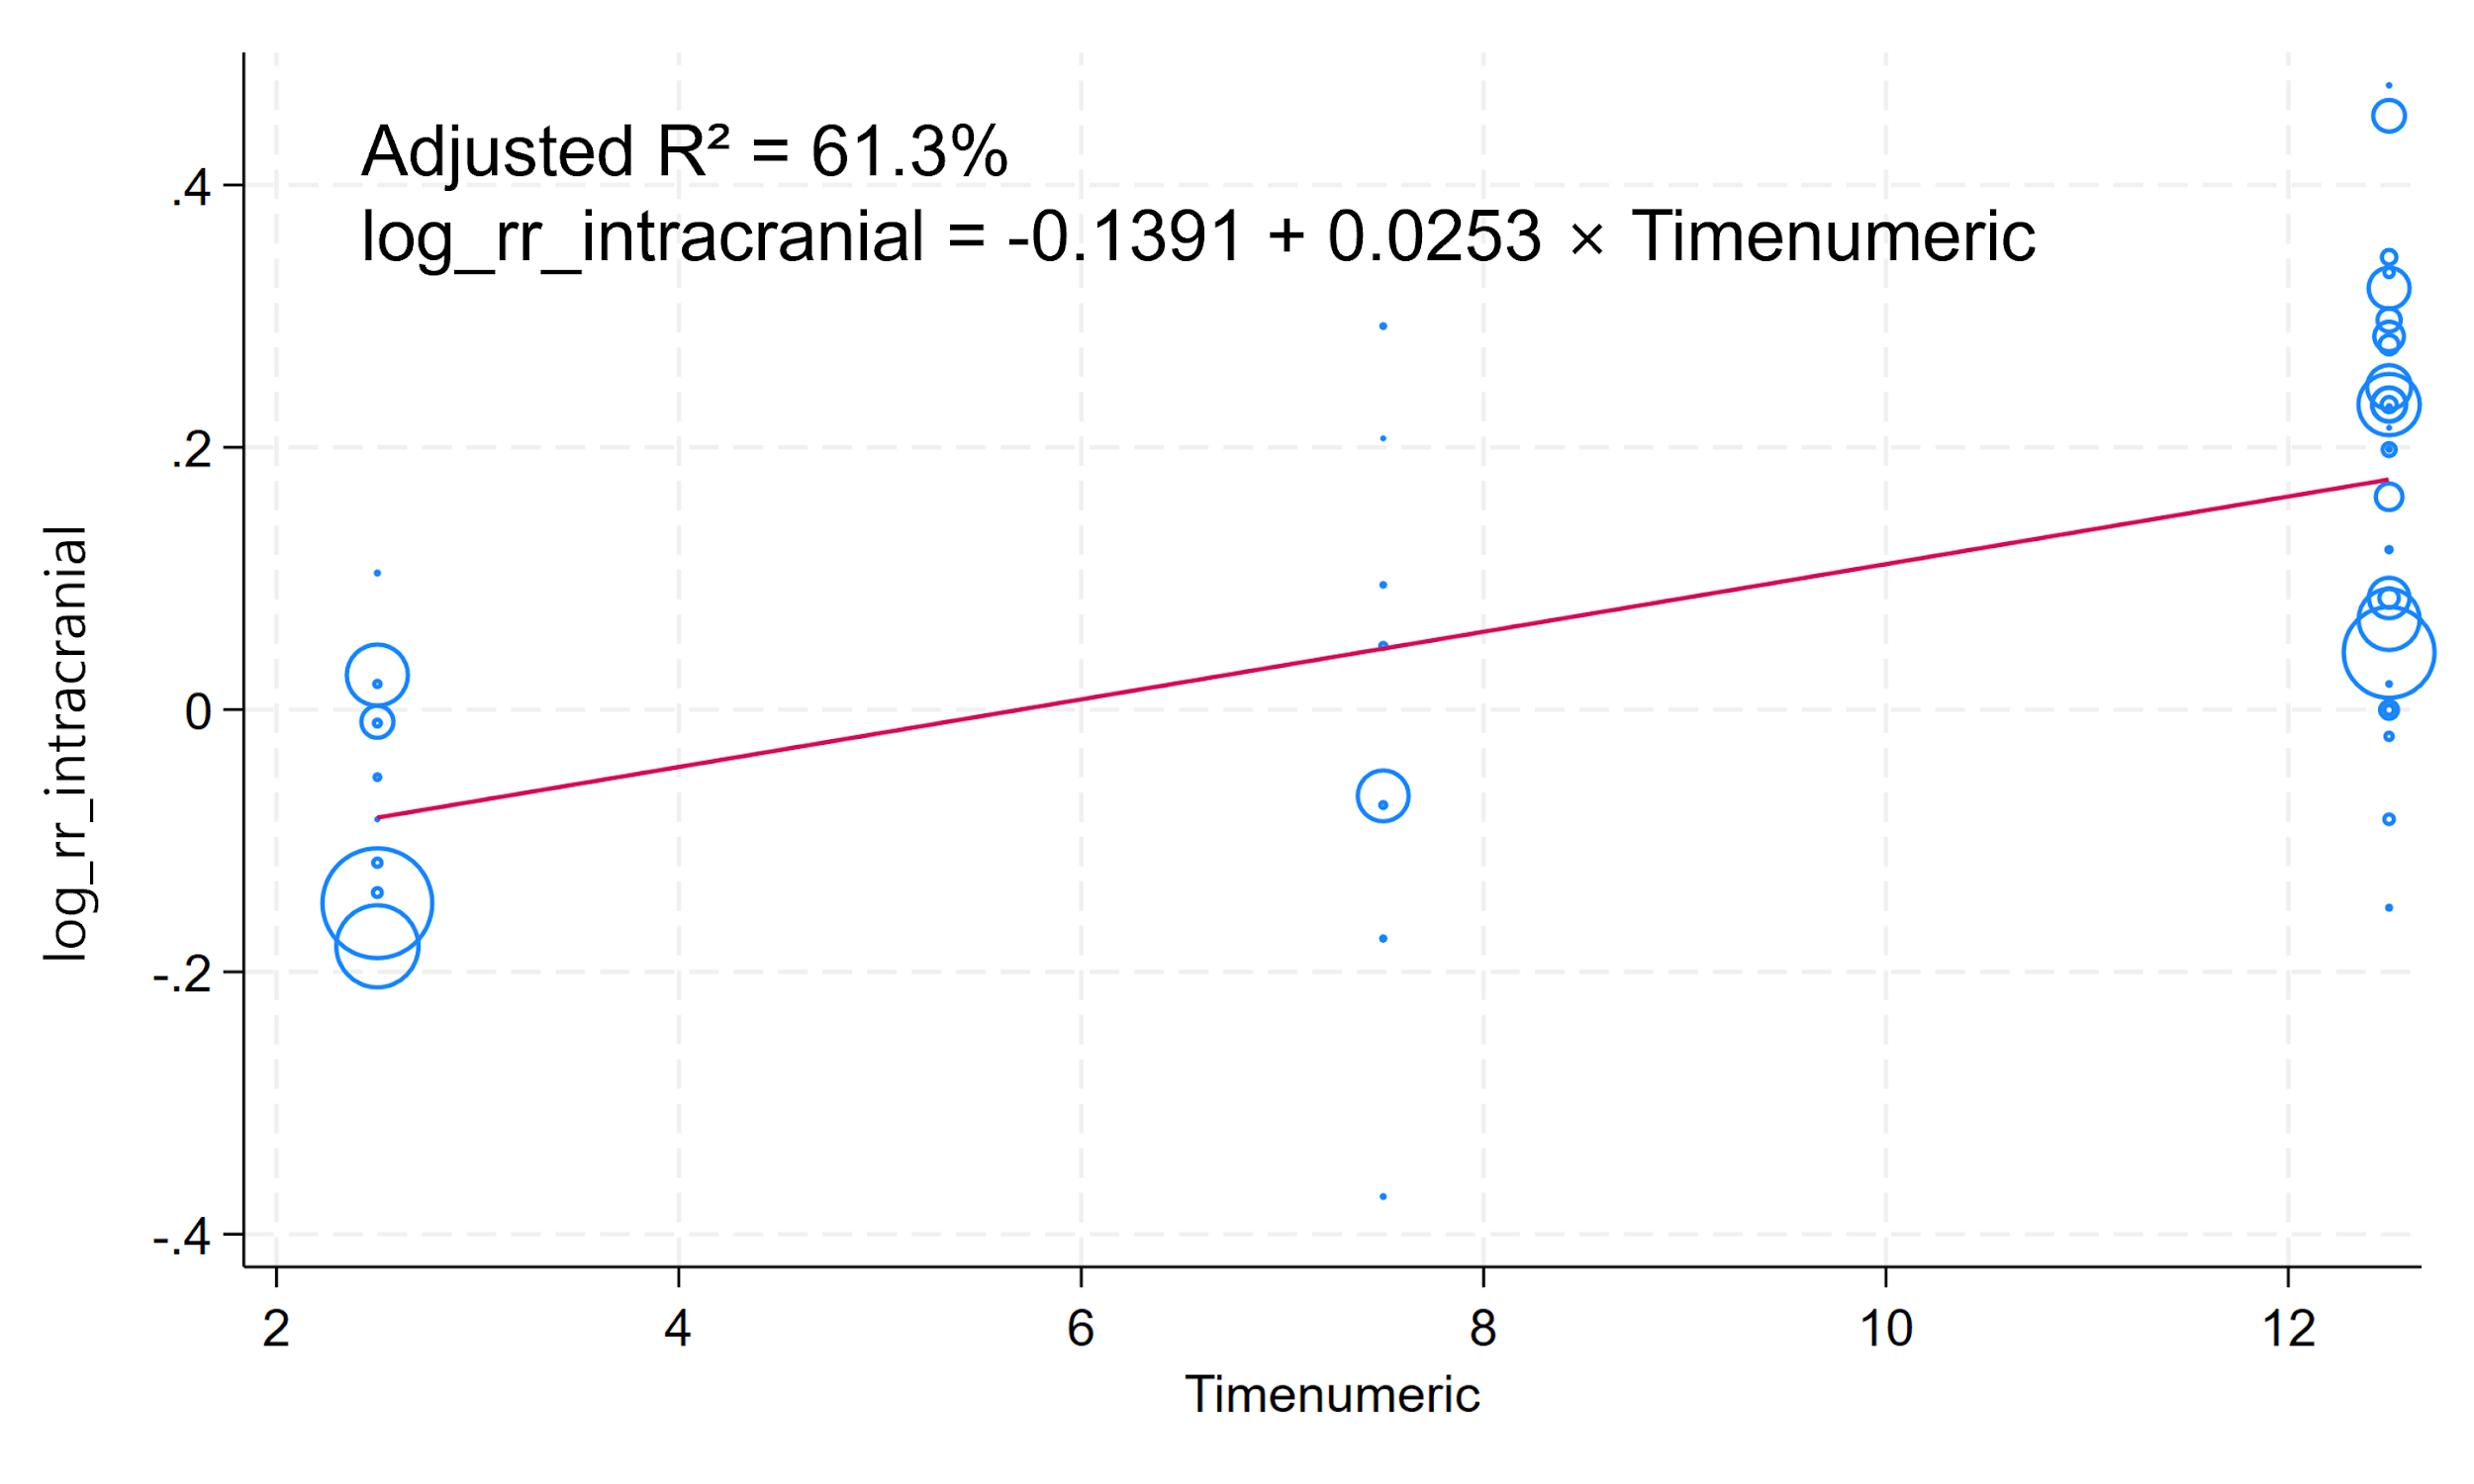 Adjusted R² = 61.3%
log_rr_intracranial = -0.1391 + 0.0253 × Timenumeric
.4
.2
0
-.2
-.4
log_rr_intracranial
2 4 6 8 10 12
Timenumeric